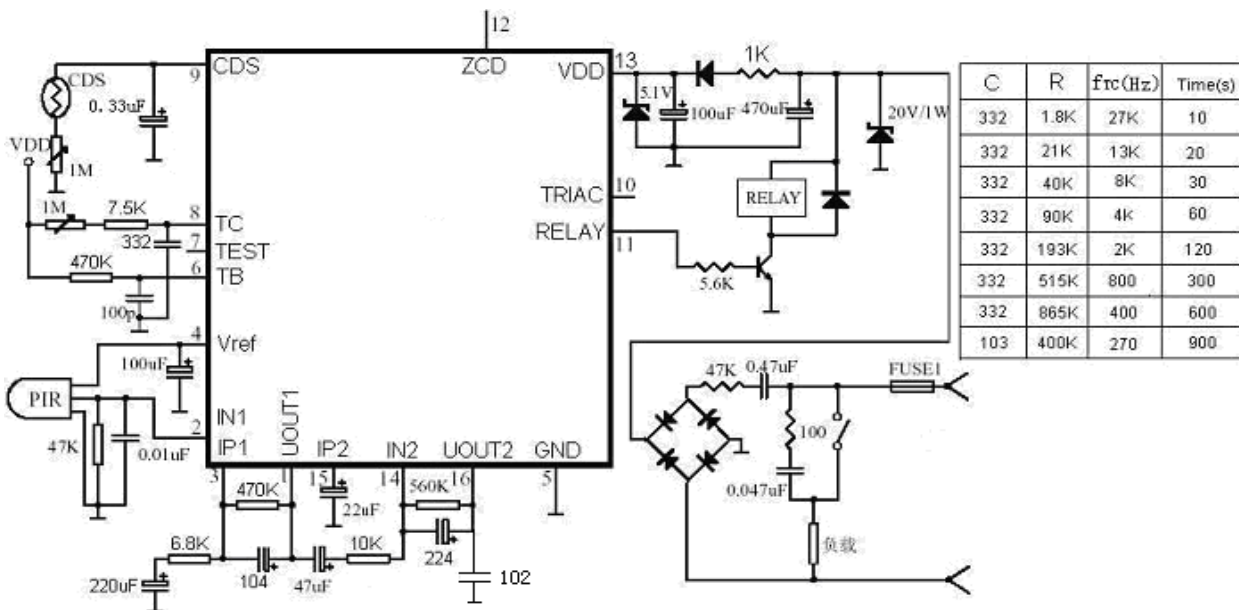 12
9
CDS
ZCD
VDD
13
1K
CDS
0.33uF
5.1V
100uF
470uF
20V/1W
VDD
1M
TRIAC
10
RELAY
1M
7.5K
8
TC
RELAY
11
332
7
TEST
470K
6
TB
5.6K
100p
4
Vref
100uF
PIR
IN1
2
IP1
UOUT1
IP2
IN2
UOUT2
GND
47K
0.01uF
3
1
15
14
16
5
470K
22uF
560K
6.8K
10K
220uF
104
47uF
224
102
47K
0.47uF
FUSE1
100
0.047uF
负载
C R frc(Hz) Time(s)
332 1.8K 27K 10
332 21K 13K 20
332 40K 8K 30
332 90K 4K 60
332 193K 2K 120
332 515K 800 300
332 865K 400 600
103 400K 270 900